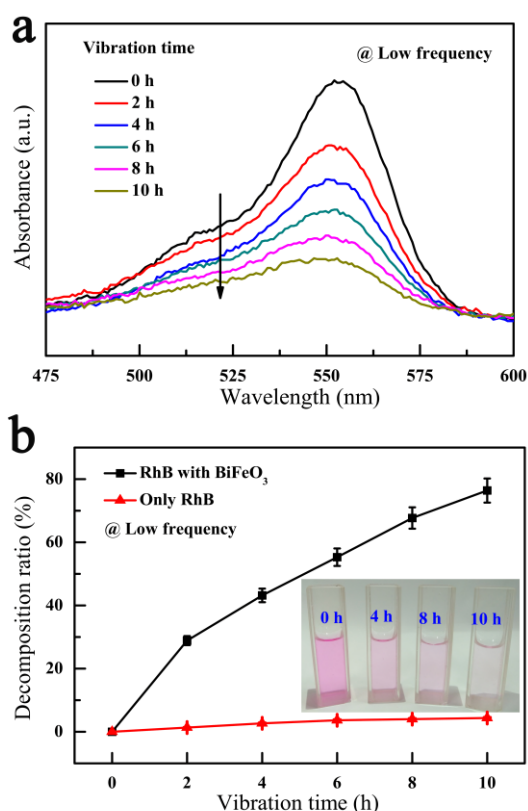 a
Vibration time
@ Low frequency
0 h
2 h
4 h
6 h
8 h
10 h
Absorbance (a.u.)
475 500 525 550 575 600
Wavelength (nm)
b
RhB with BiFeO₃
Only RhB
@ Low frequency
80
60
40
20
0
Decomposition ratio (%)
0 h 4 h 8 h 10 h
0 2 4 6 8 10
Vibration time (h)